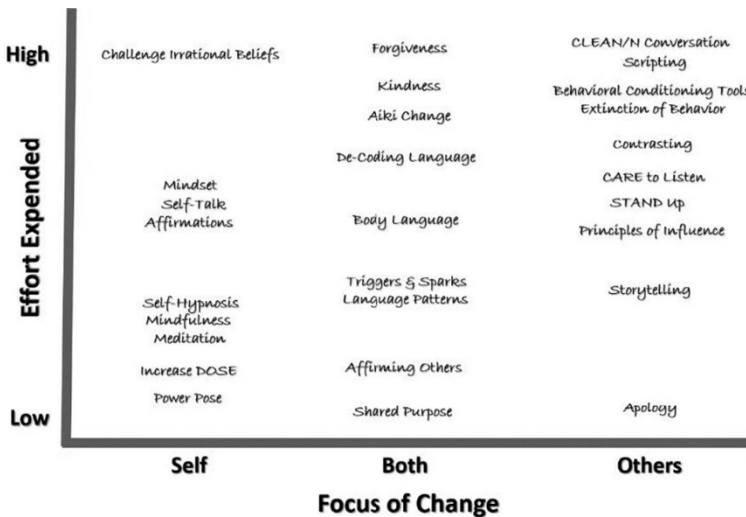 High
Effort Expended
Low
Challenge Irrational Beliefs
Mindset
Self-Talk
Affirmations
Self-Hypnosis
Mindfulness
Meditation
Increase DOSE
Power Pose
Forgiveness
Kindness
Aiki Change
De-Coding Language
Body Language
Triggers & Sparks
Language Patterns
Affirming Others
Shared Purpose
CLEAN/N Conversation
Scripting
Behavioral Conditioning Tools
Extinction of Behavior
Contrasting
CARE to Listen
STAND Up
Principles of Influence
Storytelling
Apology
Self
Both
Others
Focus of Change